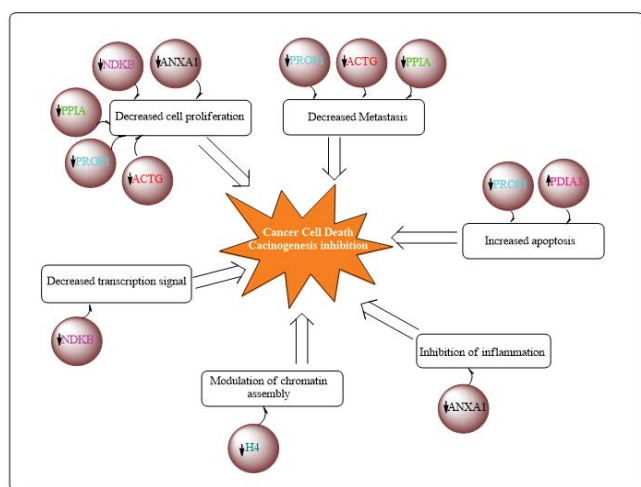 ↓NDKB
↓ANXA1
↓PPIA
Decreased cell proliferation
↓PROF1
↓ACTG
↓PROF1
↓ACTG
↓PPIA
Decreased Metastasis
↓PROF1
↑PDIA3
Increased apoptosis
Cancer Cell Death
Cacinogenesis inhibition
Decreased transcription signal
↓NDKB
Modulation of chromatin
assembly
↓H4
Inhibition of inflammation
↓ANXA1